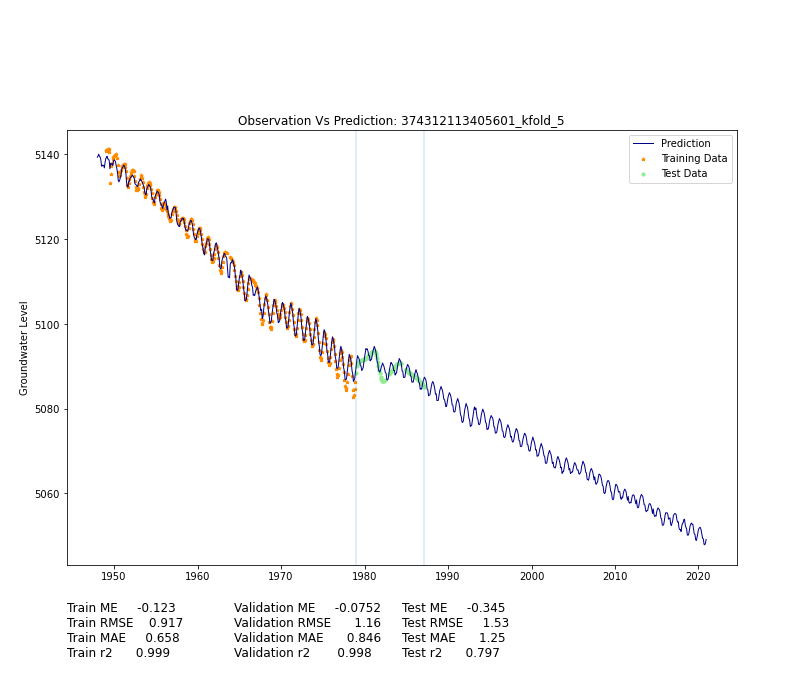 Observation Vs Prediction: 374312113405601_kfold_5
Prediction
Training Data
Test Data
Groundwater Level
5140
5120
5100
5080
5060
1950 1960 1970 1980 1990 2000 2010 2020
Train ME -0.123 Validation ME -0.0752 Test ME -0.345
Train RMSE 0.917 Validation RMSE 1.16 Test RMSE 1.53
Train MAE 0.658 Validation MAE 0.846 Test MAE 1.25
Train r2 0.999 Validation r2 0.998 Test r2 0.797